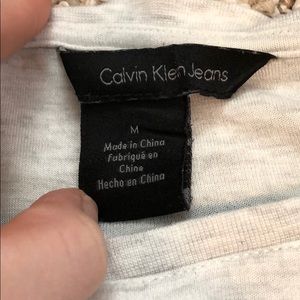 Calvin Klein Jeans
M
Made in China
Fabriqué en
Chine
Hecho en China